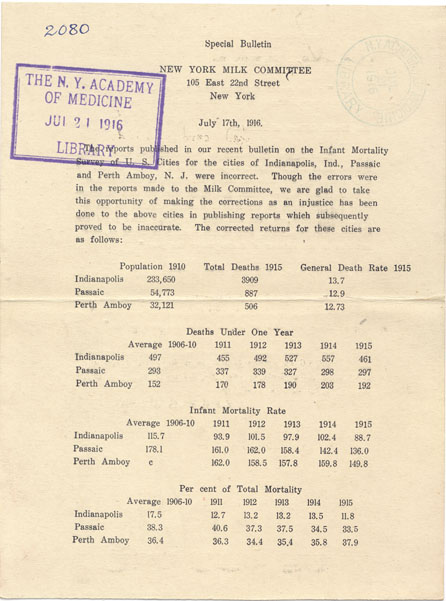 2080
Special Bulletin
NEW YORK MILK COMMITTEE
105 East 22nd Street
New York
THE N. Y. ACADEMY
OF MEDICINE
JUL 21 1916
LIBRARY
July 17th, 1916.
The reports published in our recent bulletin on the Infant Mortality
Survey of U. S. Cities for the cities of Indianapolis, Ind., Passaic
and Perth Amboy, N. J. were incorrect. Though the errors were
in the reports made to the Milk Committee, we are glad to take
this opportunity of making the corrections as an injustice has been
done to the above cities in publishing reports which subsequently
proved to be inaccurate. The corrected returns for these cities are
as follows:
Population 1910 Total Deaths 1915 General Death Rate 1915
Indianapolis 233,650 3909 13.7
Passaic 54,773 887 12.9
Perth Amboy 32,121 506 12.73
Deaths Under One Year
Average 1906-10 1911 1912 1913 1914 1915
Indianapolis 497 455 492 527 557 461
Passaic 293 337 339 327 298 297
Perth Amboy 152 170 178 190 203 192
Infant Mortality Rate
Average 1906-10 1911 1912 1913 1914 1915
Indianapolis 115.7 93.9 101.5 97.9 102.4 88.7
Passaic 178.1 161.0 162.0 158.4 142.4 136.0
Perth Amboy c 162.0 158.5 157.8 159.8 149.8
Per cent of Total Mortality
Average 1906-10 1911 1912 1913 1914 1915
Indianapolis 17.5 12.7 13.2 13.2 13.5 11.8
Passaic 38.3 40.6 37.3 37.5 34.5 33.5
Perth Amboy 36.4 36.3 34.4 35.4 35.8 37.9